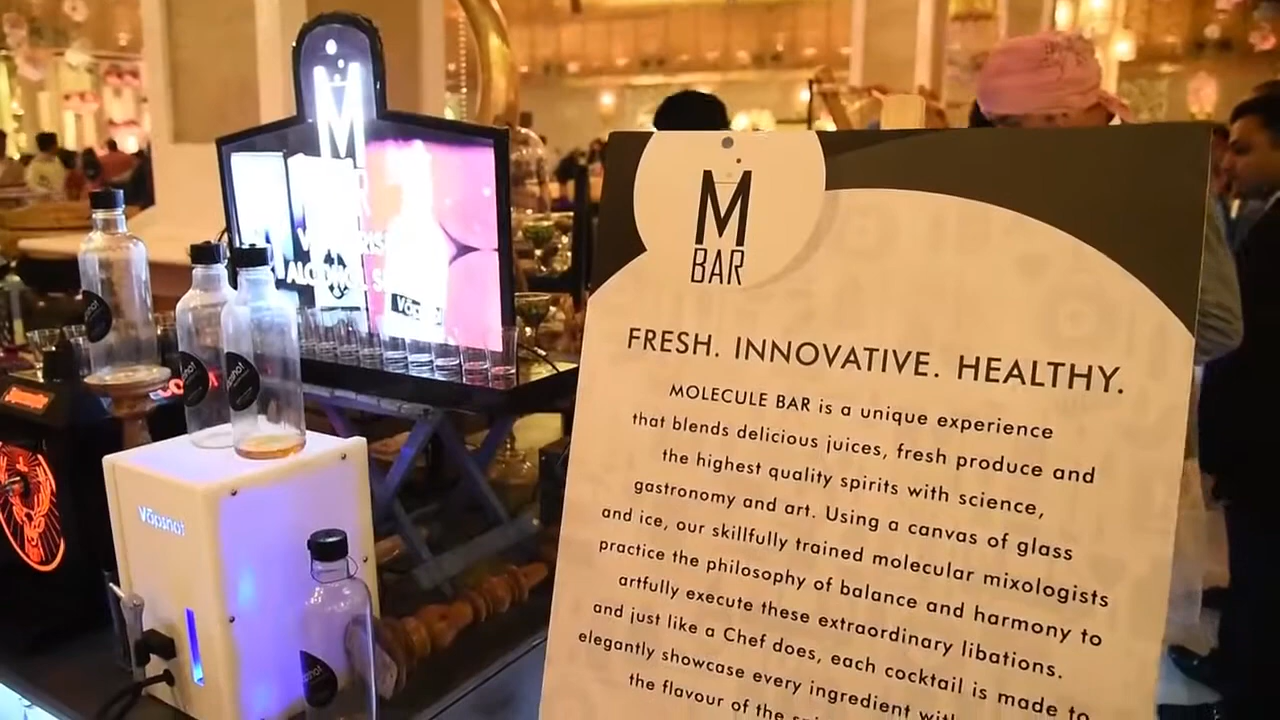 M
BAR
FRESH. INNOVATIVE. HEALTHY.
MOLECULE BAR is a unique experience
that blends delicious juices, fresh produce and
the highest quality spirits with science,
gastronomy and art. Using a canvas of glass
and ice, our skillfully trained molecular mixologists
practice the philosophy of balance and harmony to
artfully execute these extraordinary libations.
and just like a Chef does, each cocktail is made to
elegantly showcase every ingredient with
the flavour of the
M
Vāpshot
Vāpshot